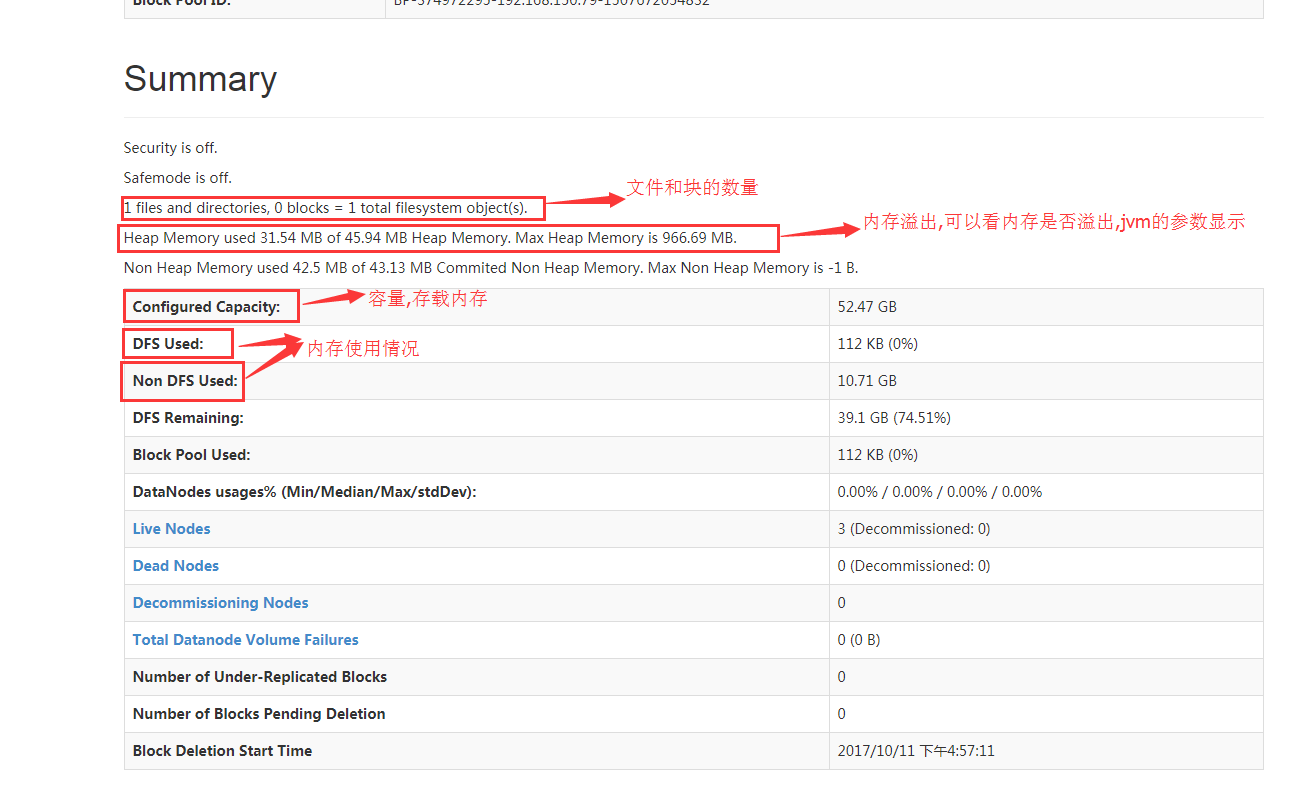 Block Pool ID: BP-374972295-192.168.150.79-1507672054832
Summary
Security is off.
Safemode is off.
1 files and directories, 0 blocks = 1 total filesystem object(s).
文件和块的数量
Heap Memory used 31.54 MB of 45.94 MB Heap Memory. Max Heap Memory is 966.69 MB.
内存溢出,可以看内存是否溢出,jvm的参数显示
Non Heap Memory used 42.5 MB of 43.13 MB Commited Non Heap Memory. Max Non Heap Memory is -1 B.
Configured Capacity: 52.47 GB
容量,存载内存
DFS Used: 112 KB (0%)
内存使用情况
Non DFS Used: 10.71 GB
DFS Remaining: 39.1 GB (74.51%)
Block Pool Used: 112 KB (0%)
DataNodes usages% (Min/Median/Max/stdDev): 0.00% / 0.00% / 0.00% / 0.00%
Live Nodes 3 (Decommissioned: 0)
Dead Nodes 0 (Decommissioned: 0)
Decommissioning Nodes 0
Total Datanode Volume Failures 0 (0 B)
Number of Under-Replicated Blocks 0
Number of Blocks Pending Deletion 0
Block Deletion Start Time 2017/10/11 下午4:57:11